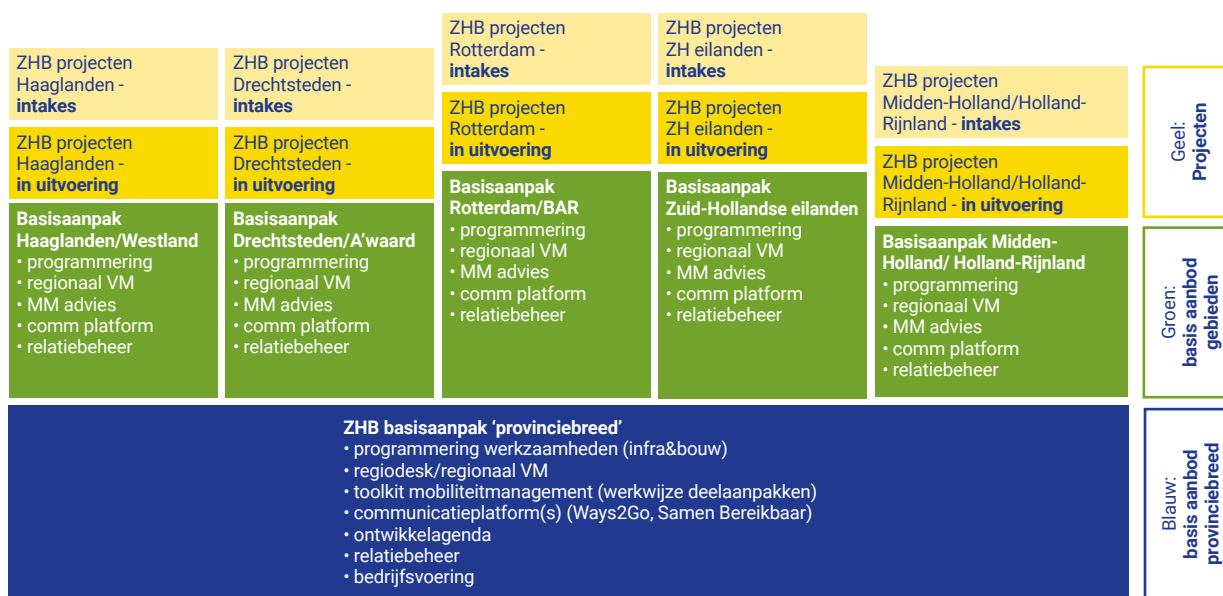 ZHB projecten
Haaglanden -
intakes
ZHB projecten
Haaglanden -
in uitvoering
Basisaanpak
Haaglanden/Westland
• programmering
• regionaal VM
• MM advies
• comm platform
• relatiebeheer
ZHB projecten
Drechtsteden -
intakes
ZHB projecten
Drechtsteden -
in uitvoering
Basisaanpak
Drechtsteden/A'waard
• programmering
• regionaal VM
• MM advies
• comm platform
• relatiebeheer
ZHB projecten
Rotterdam -
intakes
ZHB projecten
Rotterdam -
in uitvoering
Basisaanpak
Rotterdam/BAR
• programmering
• regionaal VM
• MM advies
• comm platform
• relatiebeheer
ZHB projecten
ZH eilanden -
intakes
ZHB projecten
ZH eilanden -
in uitvoering
Basisaanpak
Zuid-Hollandse eilanden
• programmering
• regionaal VM
• MM advies
• comm platform
• relatiebeheer
ZHB projecten
Midden-Holland/Holland-
Rijnland - intakes
ZHB projecten
Midden-Holland/Holland-
Rijnland - in uitvoering
Basisaanpak Midden-
Holland/ Holland-Rijnland
• programmering
• regionaal VM
• MM advies
• comm platform
• relatiebeheer
Geel:
Projecten
Groen:
basis aanbod
gebieden
ZHB basisaanpak ‘provinciebreed’
• programmering werkzaamheden (infra&bouw)
• regiodesk/regionaal VM
• toolkit mobiliteitmanagement (werkwijze deelaanpakken)
• communicatieplatform(s) (Ways2Go, Samen Bereikbaar)
• ontwikkelagenda
• relatiebeheer
• bedrijfsvoering
Blauw:
basis aanbod
provinciebreed